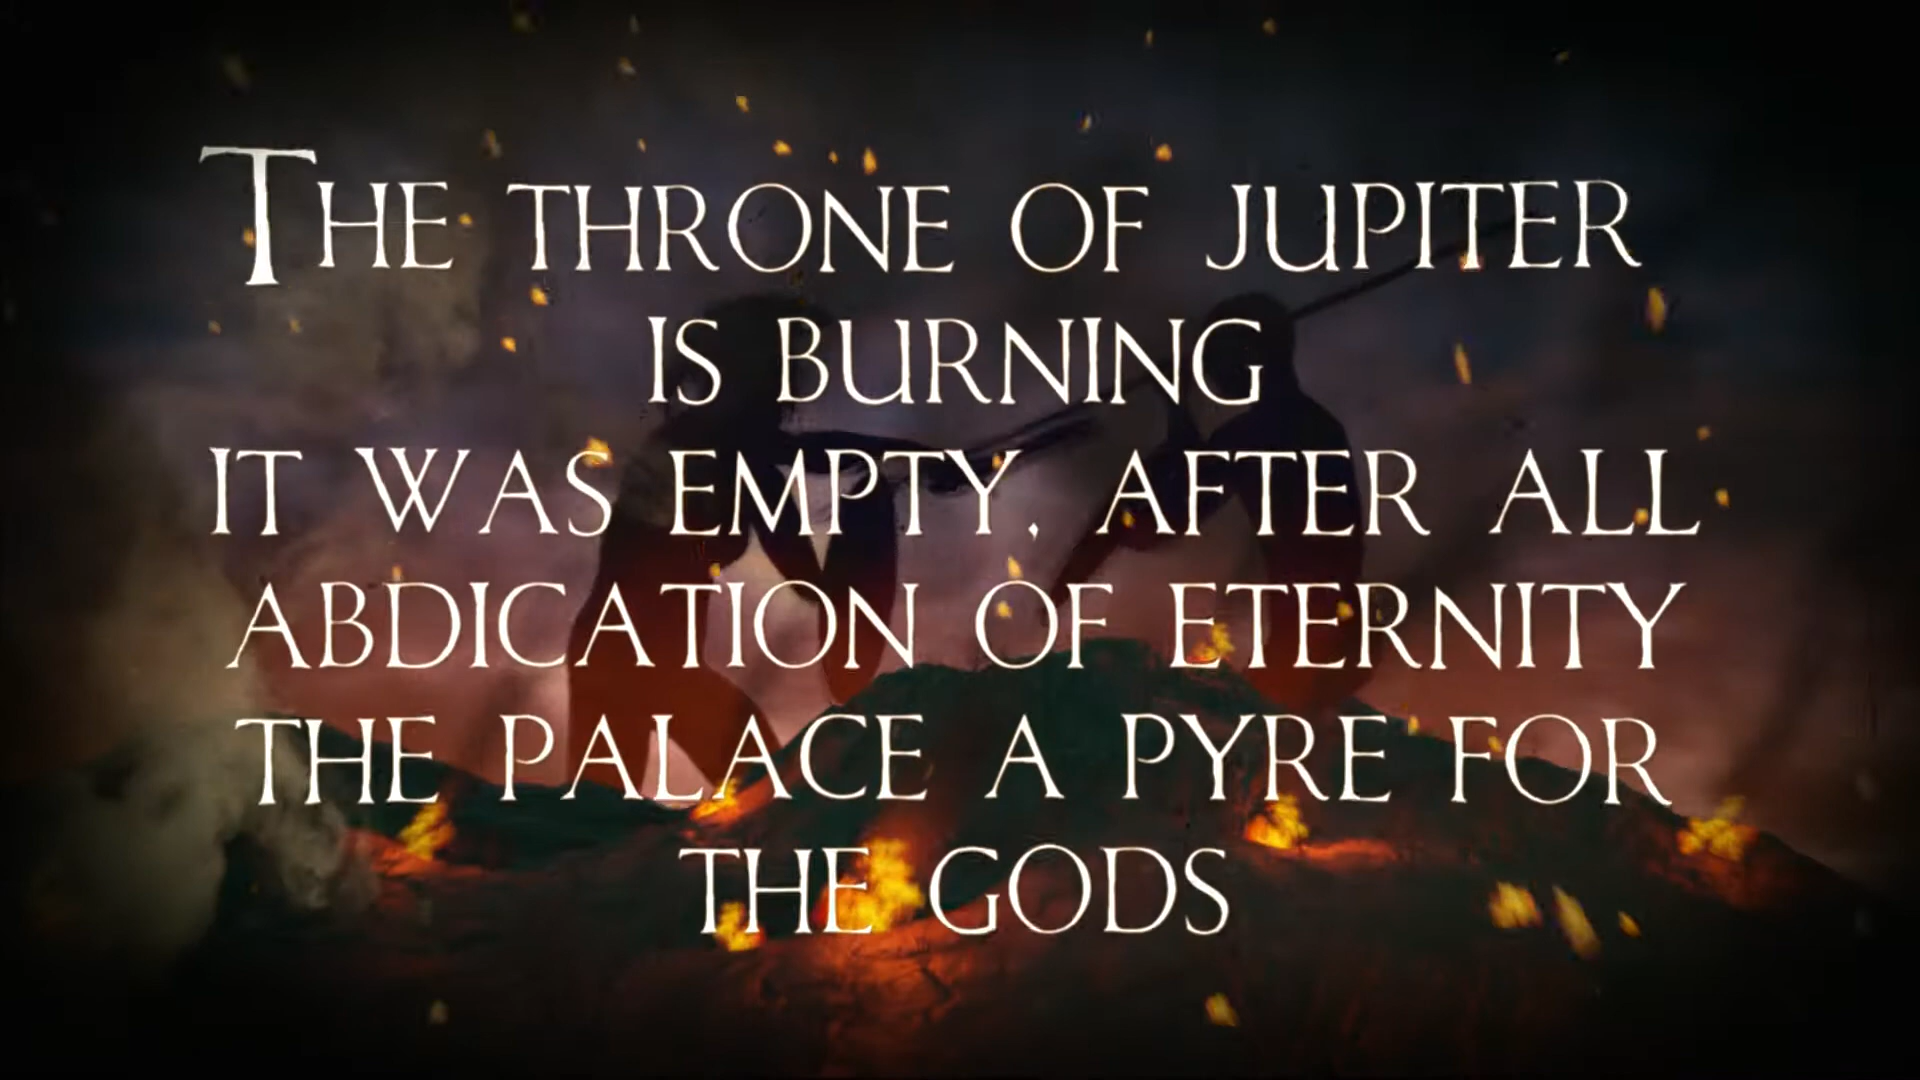 THE THRONE OF JUPITER
IS BURNING
IT WAS EMPTY, AFTER ALL
ABDICATION OF ETERNITY
THE PALACE A PYRE FOR
THE GODS